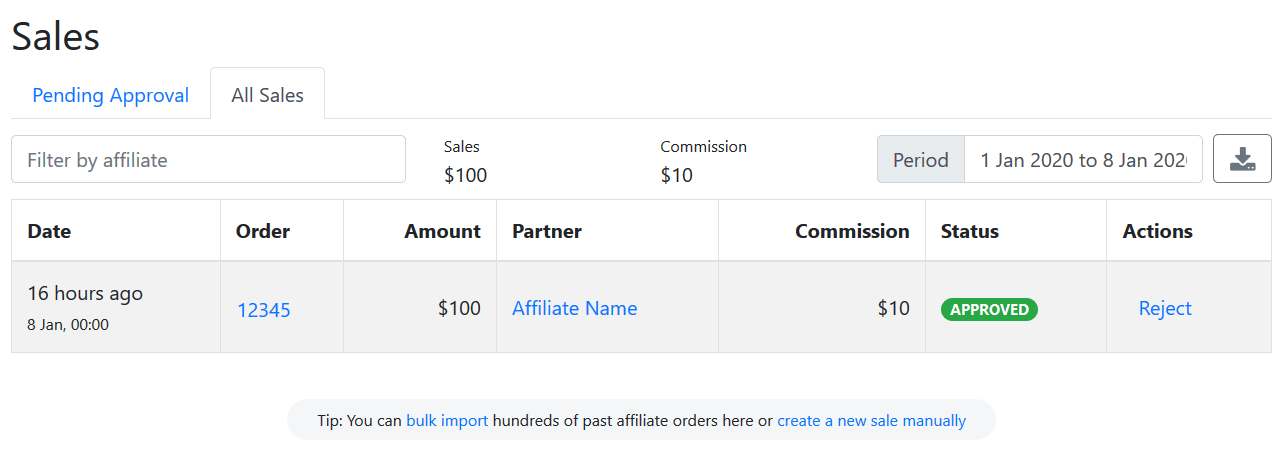 Sales
Pending Approval All Sales
Filter by affiliate Sales Commission Period 1 Jan 2020 to 8 Jan 202
$100 $10
Date Order Amount Partner Commission Status Actions
16 hours ago 12345 $100 Affiliate Name $10 APPROVED Reject
8 Jan, 00:00
Tip: You can bulk import hundreds of past affiliate orders here or create a new sale manually